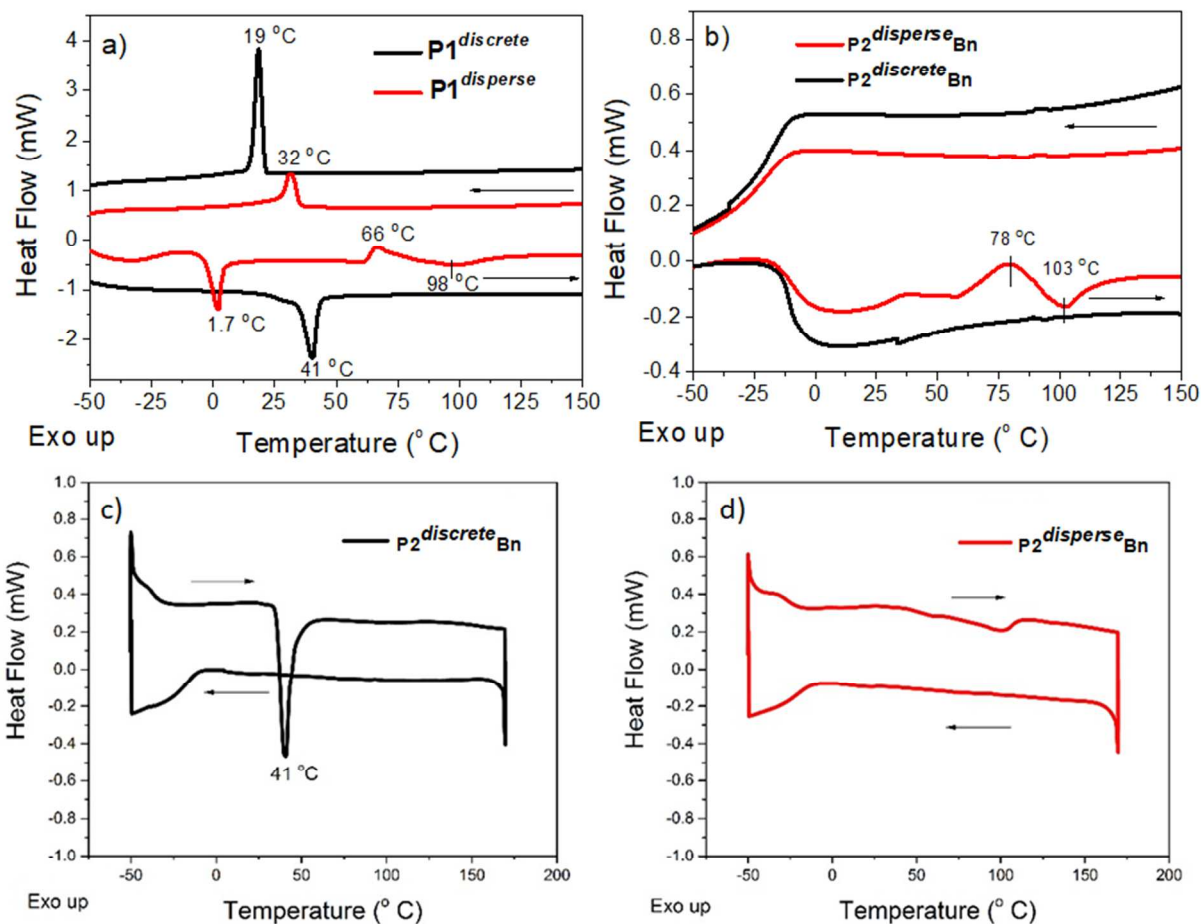 a)
19 °C
P1discrete
P1disperse
32 °C
66 °C
98 °C
1.7 °C
41 °C
Heat Flow (mW)
4
3
2
1
0
-1
-2
-50 -25 0 25 50 75 100 125 150
Exo up
Temperature (° C)
b)
P2disperseBn
P2discreteBn
78 °C
103 °C
Heat Flow (mW)
0.8
0.6
0.4
0.2
0.0
-0.2
-0.4
-50 -25 0 25 50 75 100 125 150
Exo up
Temperature (° C)
c)
P2discreteBn
41 °C
Heat Flow (mW)
1.0
0.8
0.6
0.4
0.2
0.0
-0.2
-0.4
-0.6
-0.8
-1.0
-50 0 50 100 150 200
Exo up
Temperature (° C)
d)
P2disperseBn
Heat Flow (mW)
1.0
0.8
0.6
0.4
0.2
0.0
-0.2
-0.4
-0.6
-0.8
-1.0
-50 0 50 100 150 200
Exo up
Temperature (° C)